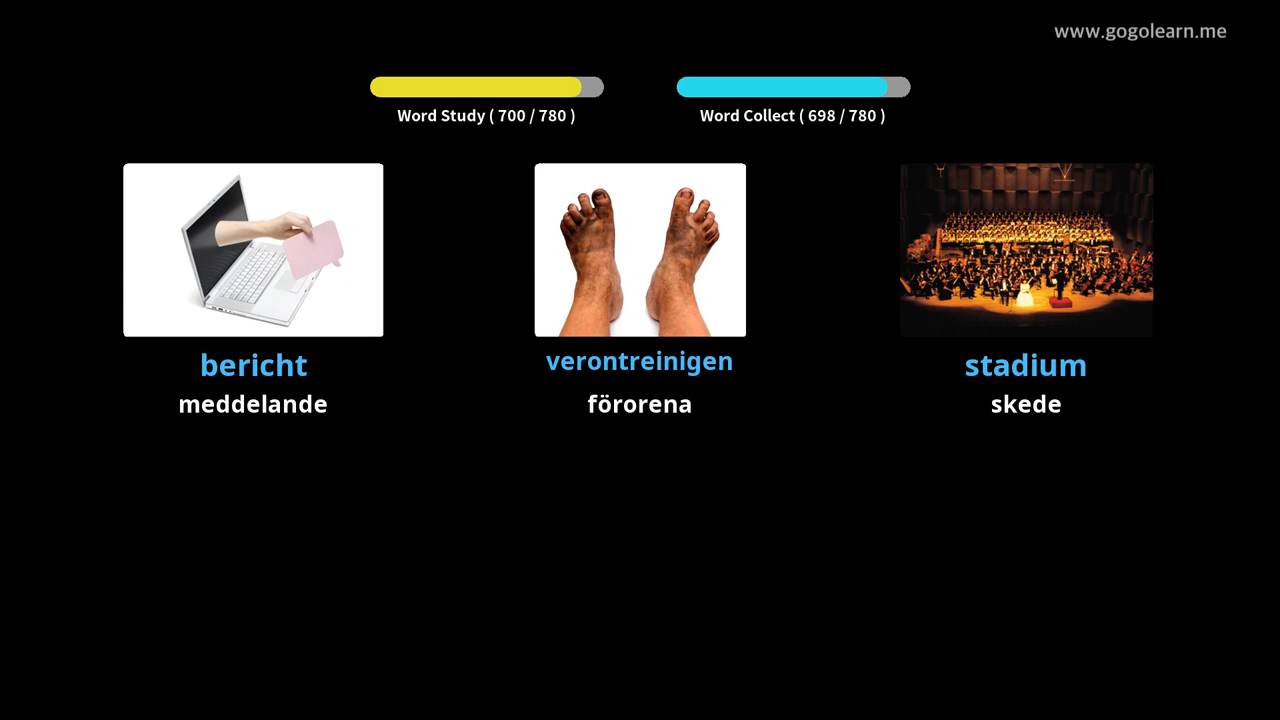 www.gogolearn.me
Word Study ( 700 / 780 )
Word Collect ( 698 / 780 )
bericht
meddelande
verontreinigen
förorena
stadium
skede